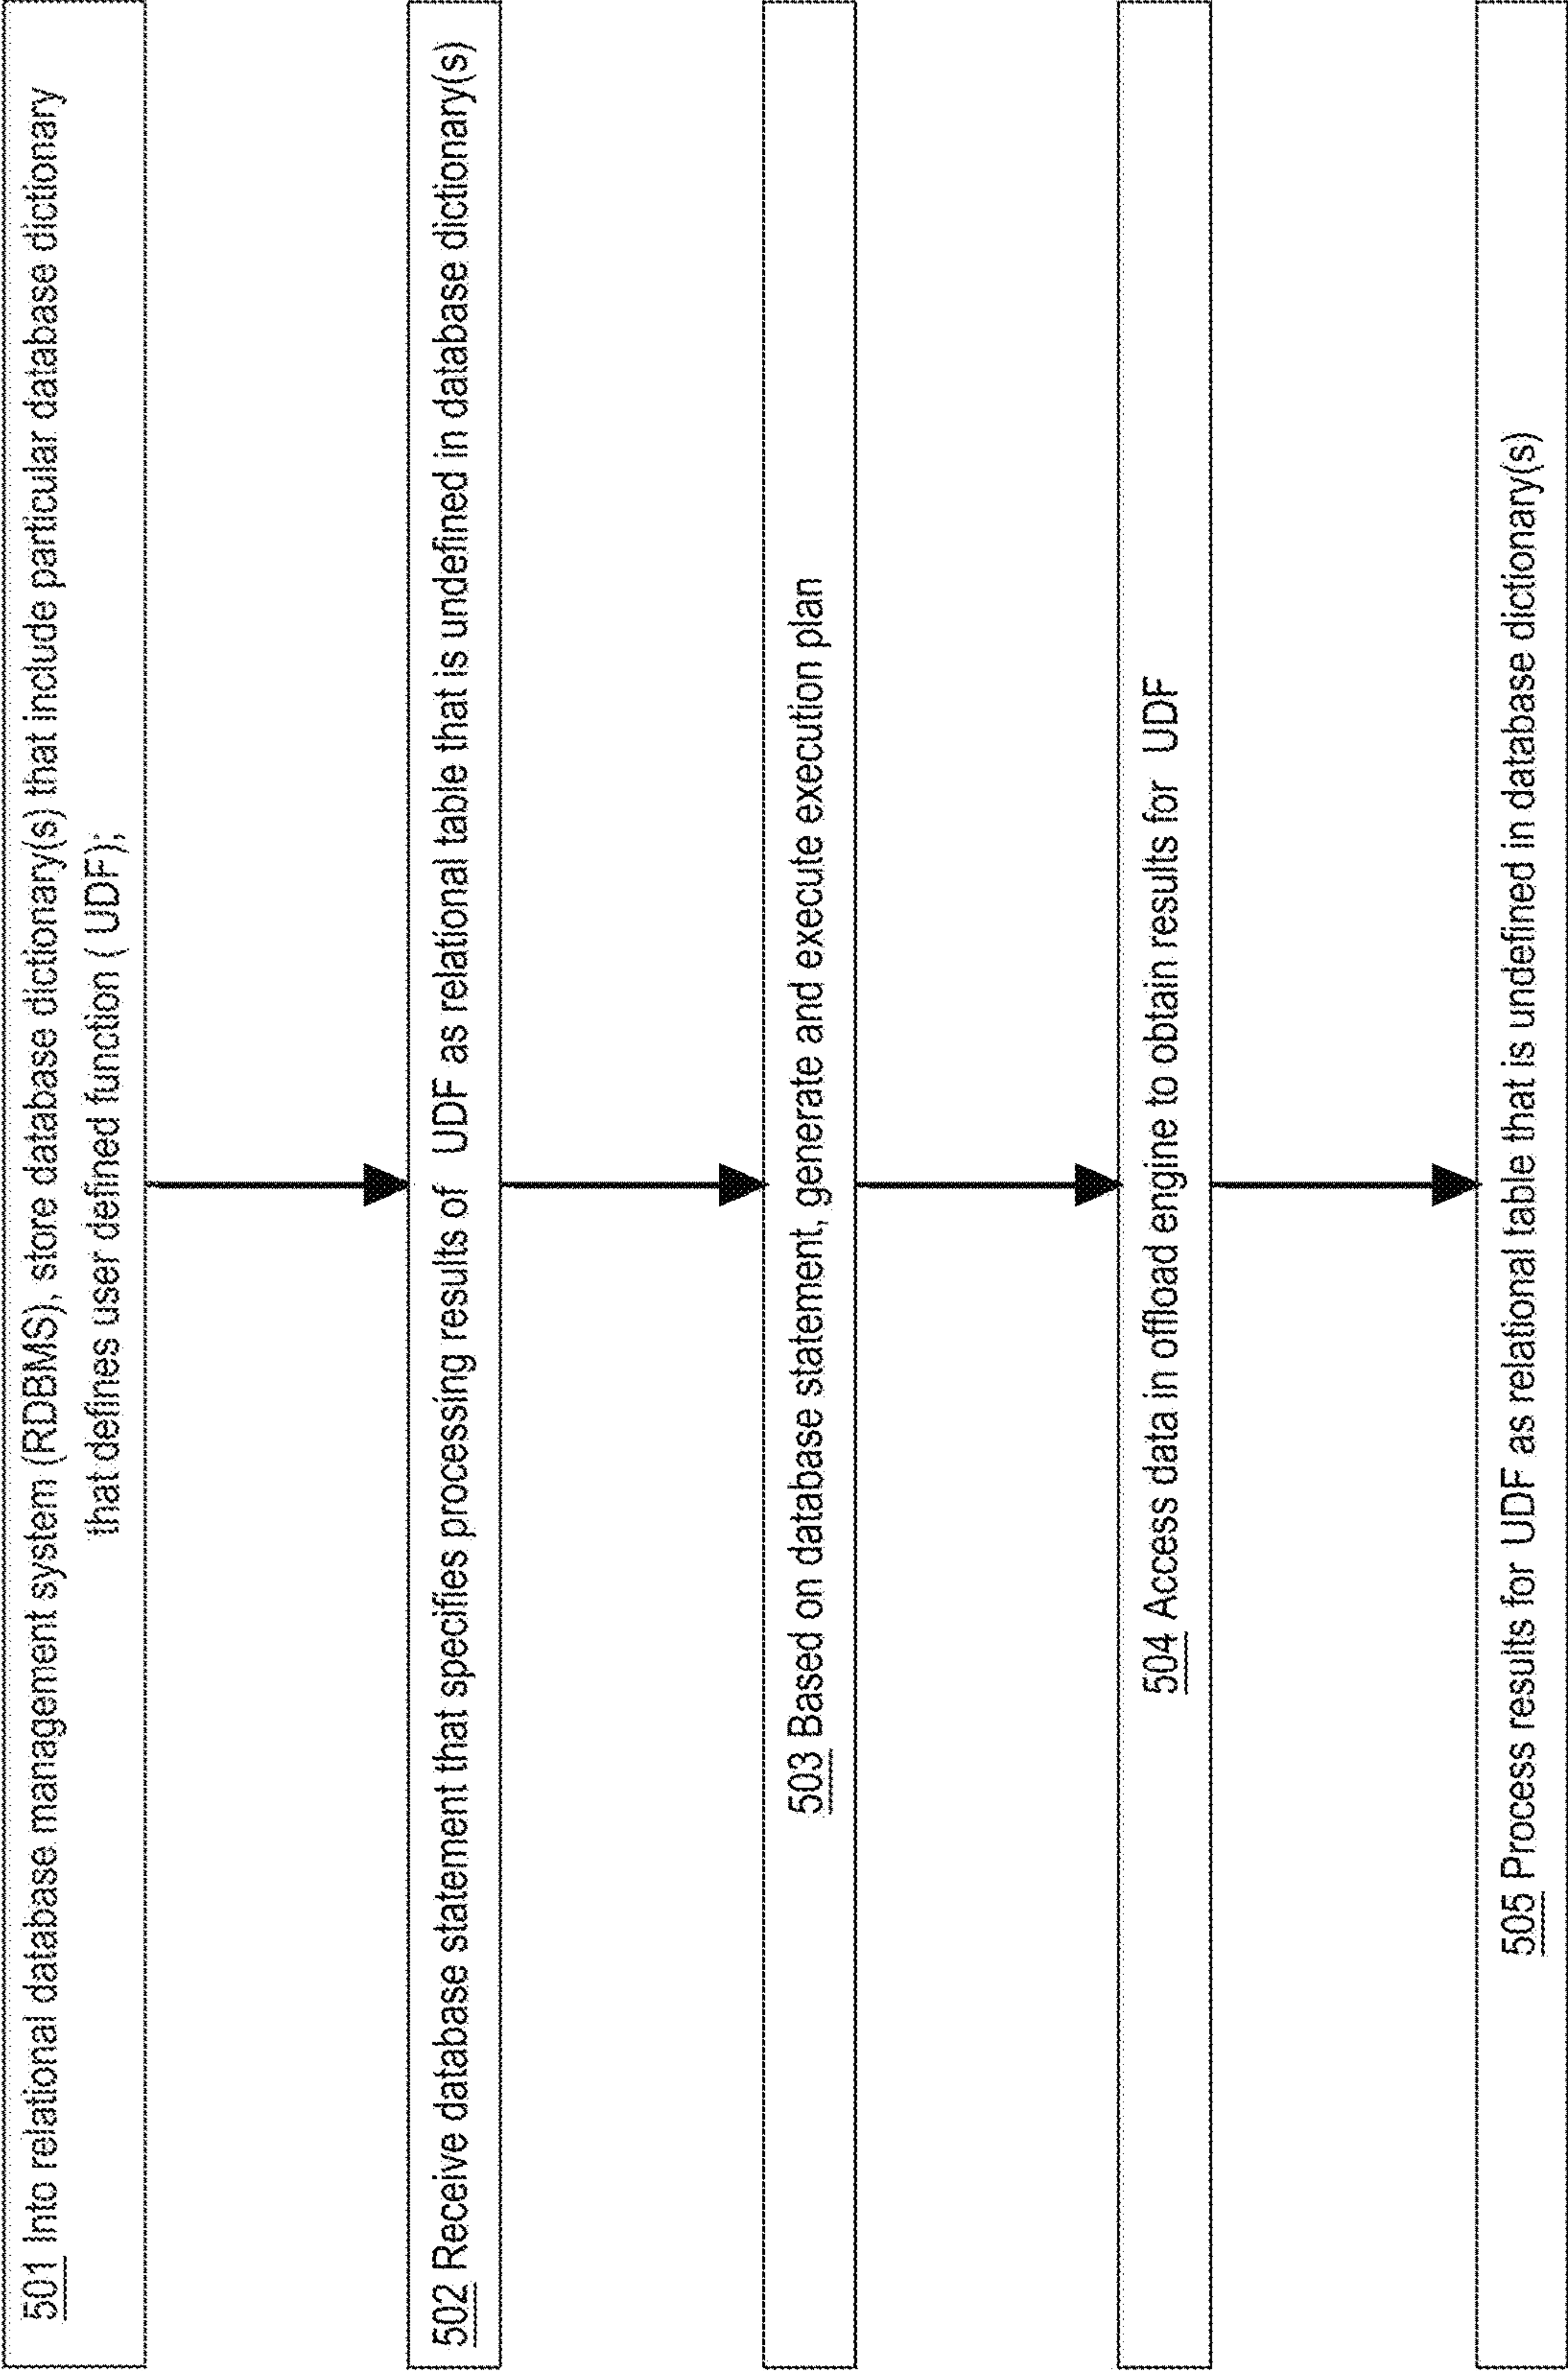 501 Into relational database management system (RDBMS), store database dictionary(s) that include particular database dictionary
that defines user defined function ( UDF);
502 Receive database statement that specifies processing results of UDF as relational table that is undefined in database dictionary(s)
503 Based on database statement, generate and execute execution plan
504 Access data in offload engine to obtain results for UDF
505 Process results for UDF as relational table that is undefined in database dictionary(s)